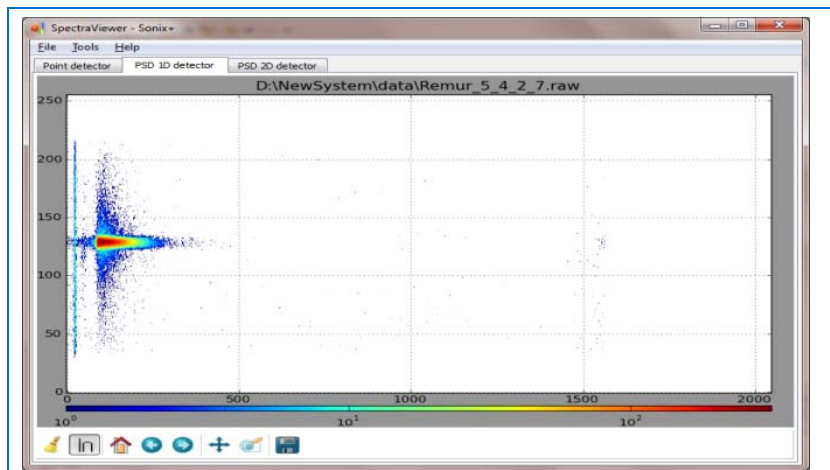 SpectraViewer - Sonix+
File Tools Help
Point detector PSD 1D detector PSD 2D detector
D:\NewSystem\data\Remur_5_4_2_7.raw
250
200
150
100
50
0
0 500 1000 1500 2000
10^0 10^1 10^2
ln